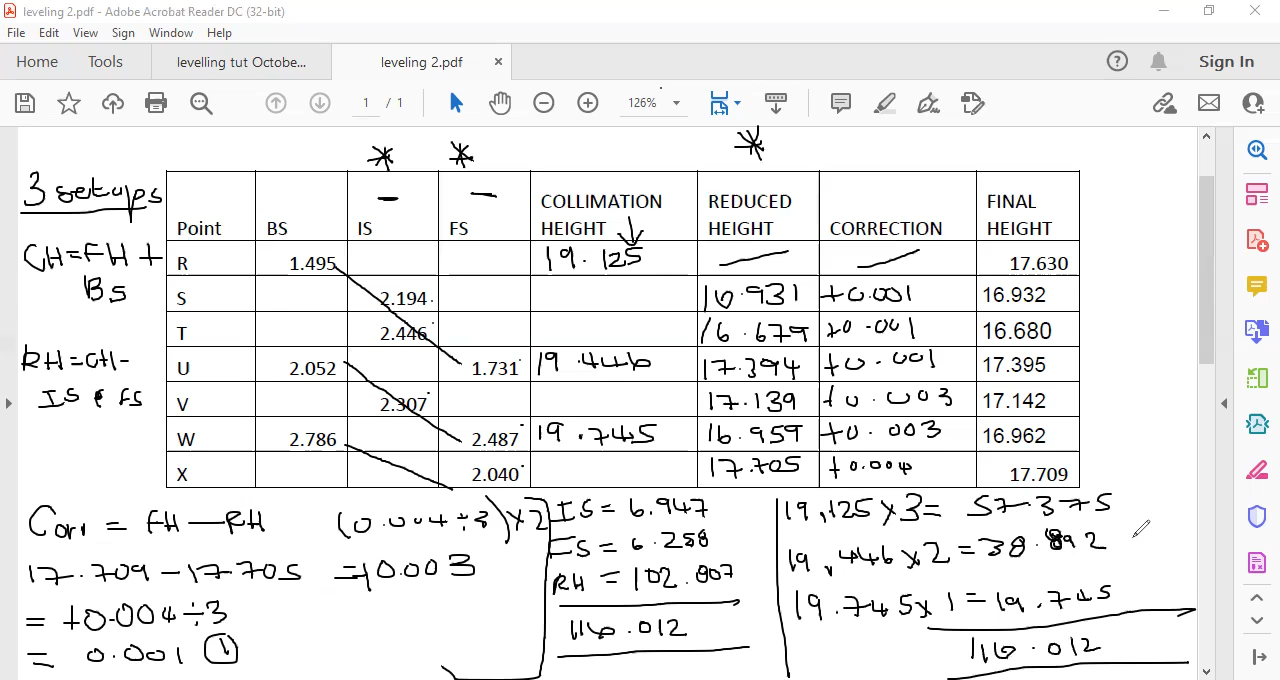 leveling 2.pdf - Adobe Acrobat Reader DC (32-bit)
File Edit View Sign Window Help
Home Tools levelling tut Octobe... leveling 2.pdf × Sign In
1 / 1 126%
3 setups
Point BS IS FS COLLIMATION HEIGHT REDUCED HEIGHT CORRECTION FINAL HEIGHT
* * *
- -
R 1.495 19.125 — — 17.630
S 2.194 16.931 +0.001 16.932
T 2.446 16.679 +0.001 16.680
U 2.052 1.731 19.446 17.394 +0.001 17.395
V 2.307 17.139 +0.003 17.142
W 2.786 2.487 19.745 16.959 +0.003 16.962
X 2.040 17.705 +0.004 17.709
CH=FH +
BS
RH=CH-
IS & FS
Corr = FH — RH
17.709 - 17.705
= +0.004 ÷ 3
= 0.001 (1)
(0.004 ÷ 3) × 2
= +0.003
IS = 6.947
FS = 6.258
RH = 102.807
116.012
19,125 × 3 = 57.375
19,446 × 2 = 38.892
19.745 × 1 = 19.745
116.012